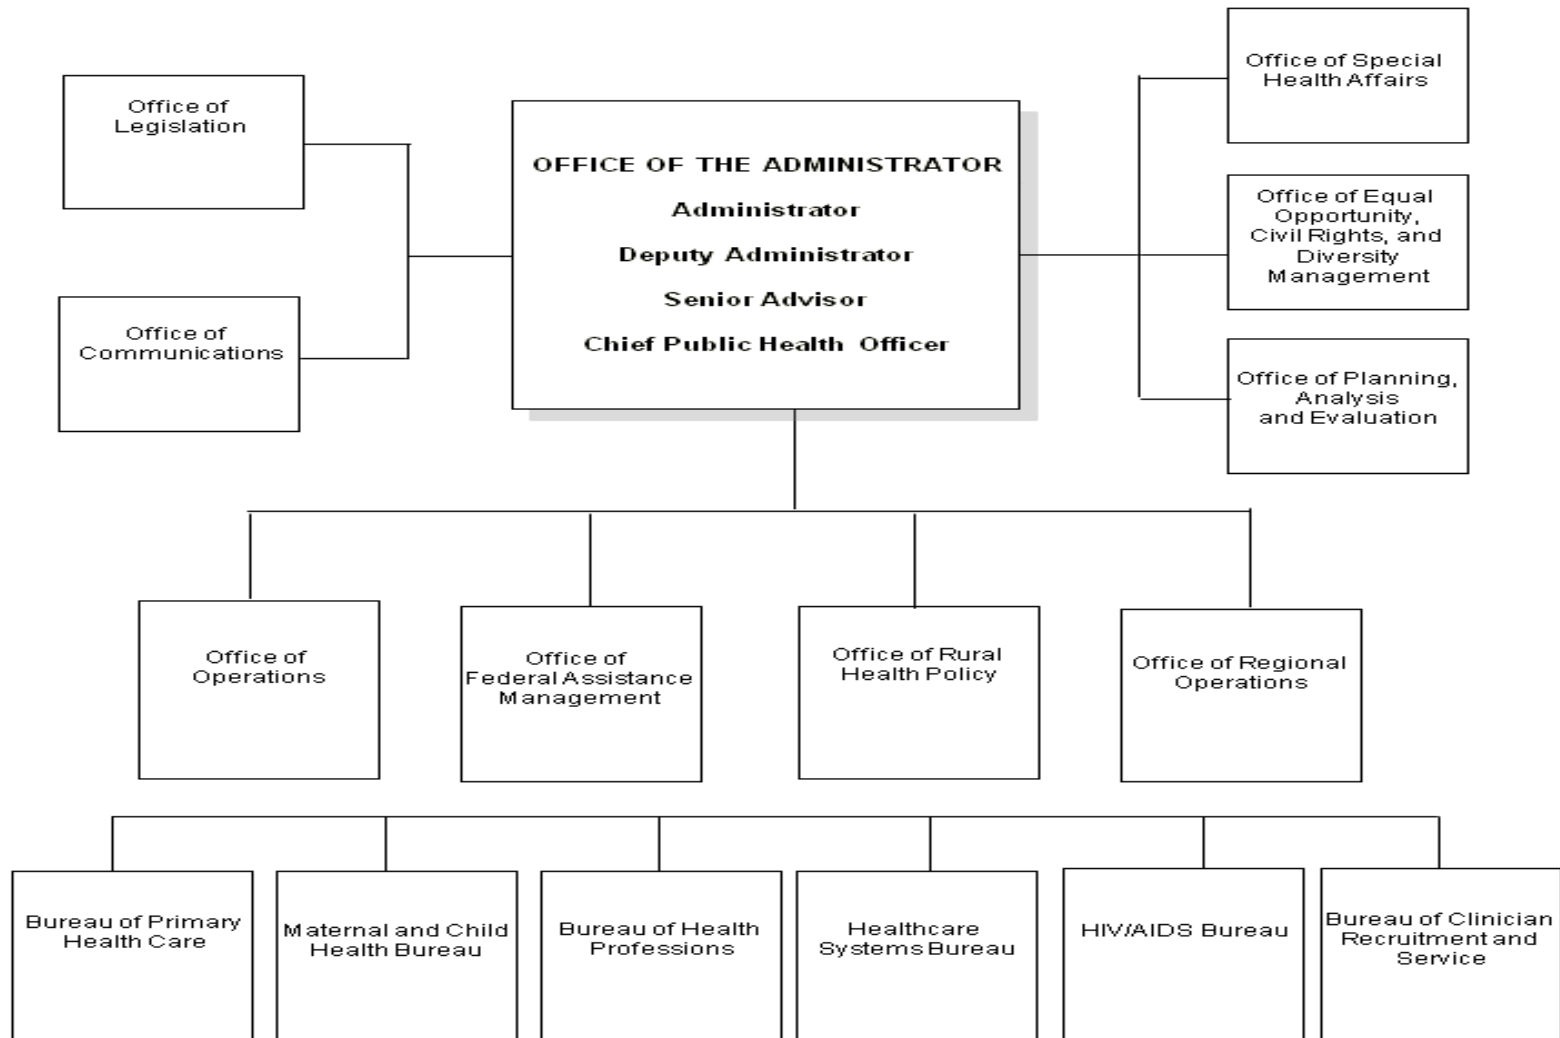 Office of
Legislation
Office of
Communications
OFFICE OF THE ADMINISTRATOR
Administrator
Deputy Administrator
Senior Advisor
Chief Public Health Officer
Office of Special
Health Affairs
Office of Equal
Opportunity,
Civil Rights, and
Diversity
Management
Office of Planning,
Analysis
and Evaluation
Office of
Operations
Office of
Federal Assistance
Management
Office of Rural
Health Policy
Office of Regional
Operations
Bureau of Primary
Health Care
Maternal and Child
Health Bureau
Bureau of Health
Professions
Healthcare
Systems Bureau
HIV/AIDS Bureau
Bureau of Clinician
Recruitment and
Service